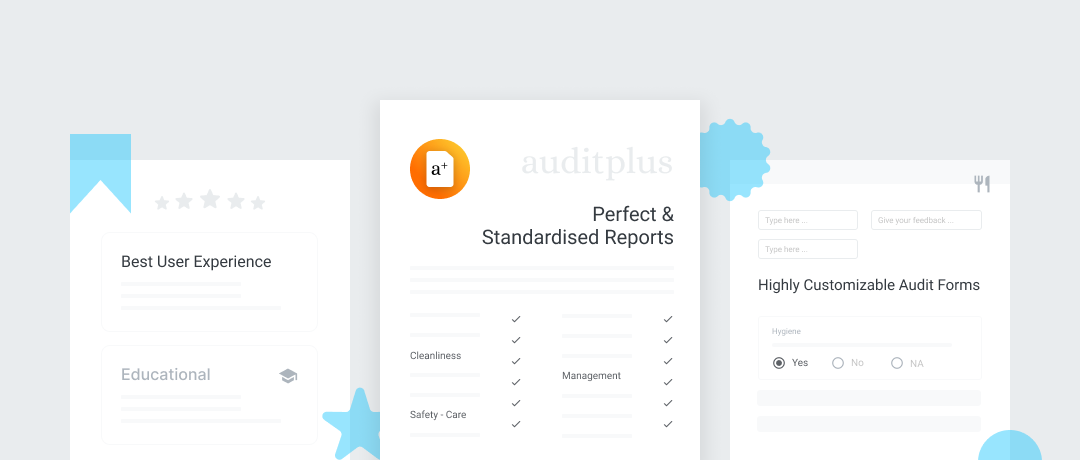 Best User Experience
Educational
a+
auditplus
Perfect &
Standardised Reports
Cleanliness
Management
Safety - Care
Type here ...
Give your feedback ...
Type here ...
Highly Customizable Audit Forms
Hygiene
Yes
No
NA